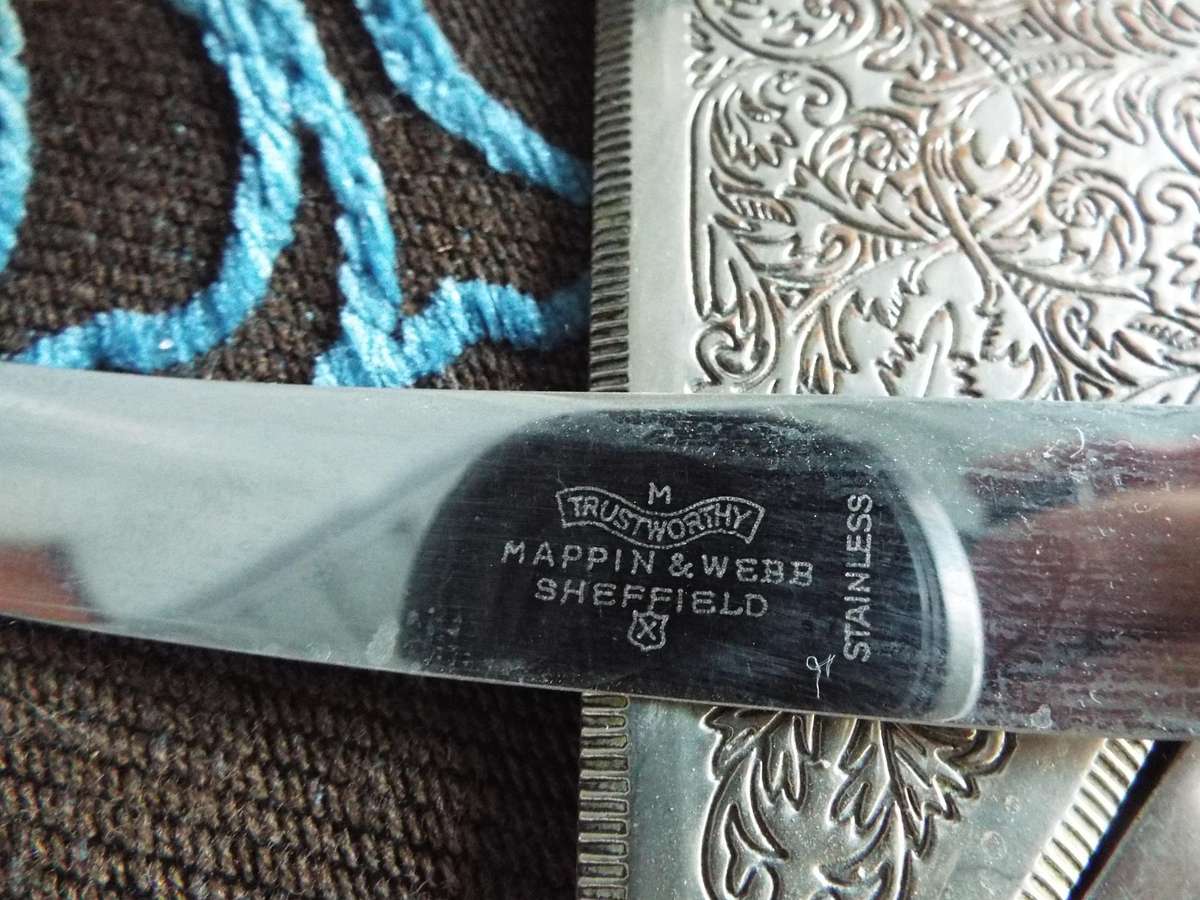 M
TRUSTWORTHY
MAPPIN & WEBB
SHEFFIELD
X
STAINLESS